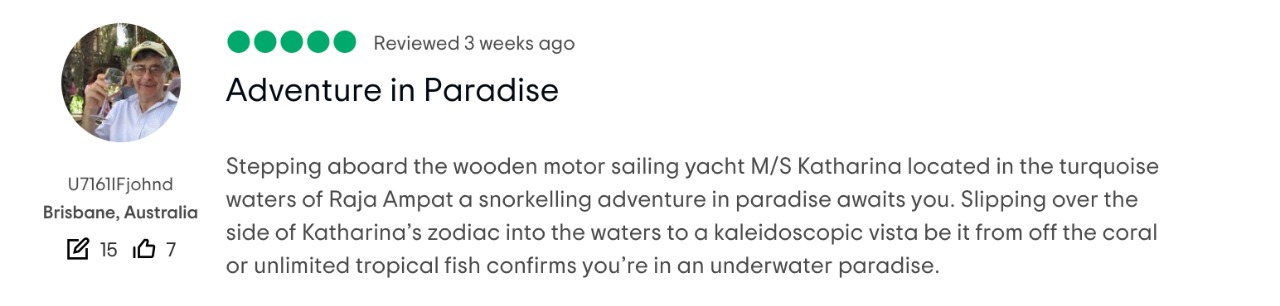 Reviewed 3 weeks ago
Adventure in Paradise
Stepping aboard the wooden motor sailing yacht M/S Katharina located in the turquoise
waters of Raja Ampat a snorkelling adventure in paradise awaits you. Slipping over the
side of Katharina’s zodiac into the waters to a kaleidoscopic vista be it from off the coral
or unlimited tropical fish confirms you’re in an underwater paradise.
U7161IFjohnd
Brisbane, Australia
15 7